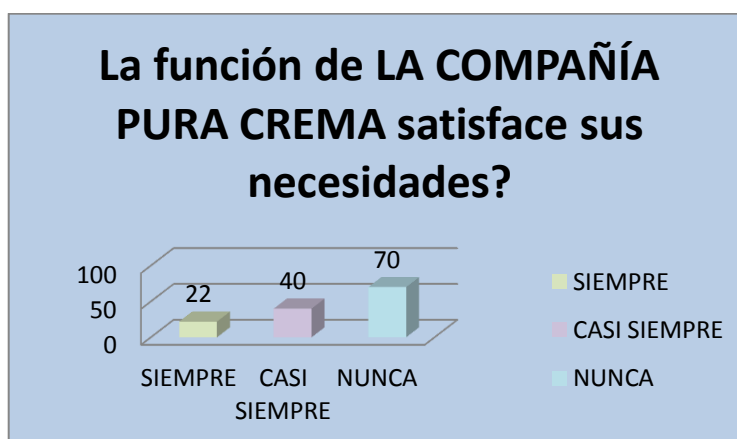 La función de LA COMPAÑÍA
PURA CREMA satisface sus
necesidades?
100
50
0
22
40
70
SIEMPRE
CASI
SIEMPRE
NUNCA
SIEMPRE
CASI SIEMPRE
NUNCA